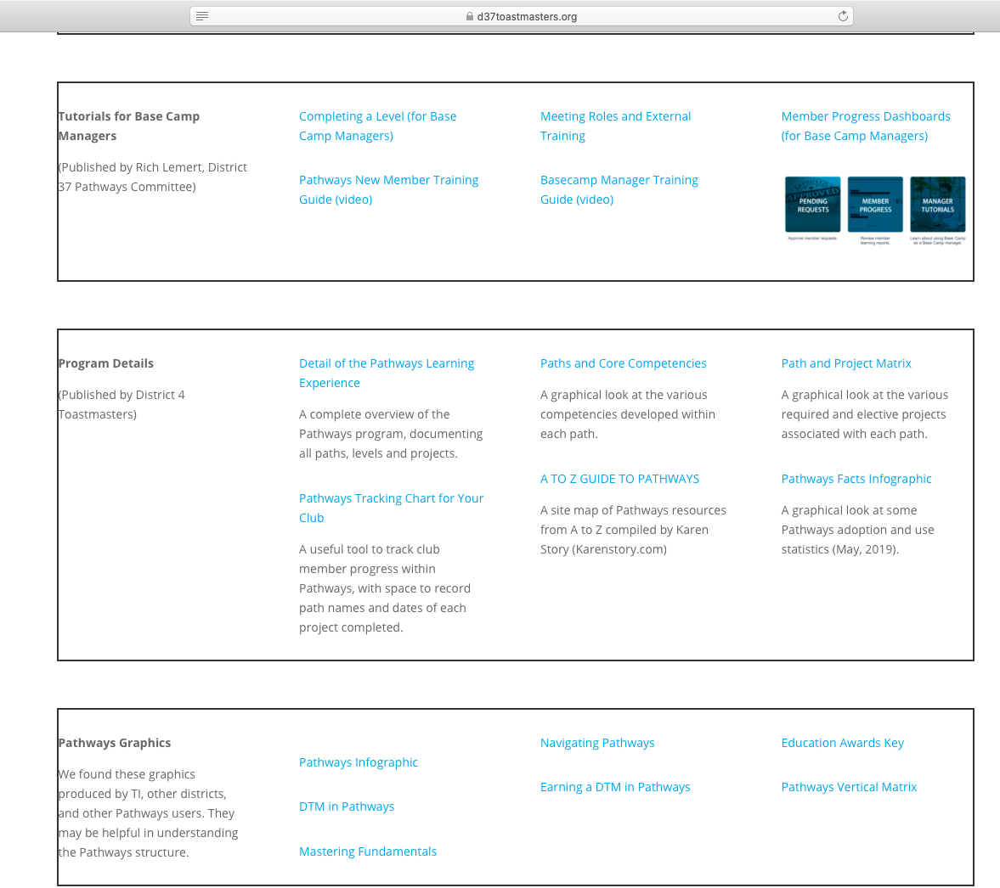 d37toastmasters.org
Tutorials for Base Camp
Managers
(Published by Rich Lemert, District
37 Pathways Committee)
Completing a Level (for Base
Camp Managers)
Pathways New Member Training
Guide (video)
Meeting Roles and External
Training
Basecamp Manager Training
Guide (video)
Member Progress Dashboards
(for Base Camp Managers)
APPROVED
PENDING
REQUESTS
Approve member requests.
MEMBER
PROGRESS
Review member
learning reports.
MANAGER
TUTORIALS
Learn about using Base Camp
as a Base Camp manager.
Program Details
(Published by District 4
Toastmasters)
Detail of the Pathways Learning
Experience
A complete overview of the
Pathways program, documenting
all paths, levels and projects.
Pathways Tracking Chart for Your
Club
A useful tool to track club
member progress within
Pathways, with space to record
path names and dates of each
project completed.
Paths and Core Competencies
A graphical look at the various
competencies developed within
each path.
A TO Z GUIDE TO PATHWAYS
A site map of Pathways resources
from A to Z compiled by Karen
Story (Karenstory.com)
Path and Project Matrix
A graphical look at the various
required and elective projects
associated with each path.
Pathways Facts Infographic
A graphical look at some
Pathways adoption and use
statistics (May, 2019).
Pathways Graphics
We found these graphics
produced by TI, other districts,
and other Pathways users. They
may be helpful in understanding
the Pathways structure.
Pathways Infographic
DTM in Pathways
Mastering Fundamentals
Navigating Pathways
Earning a DTM in Pathways
Education Awards Key
Pathways Vertical Matrix